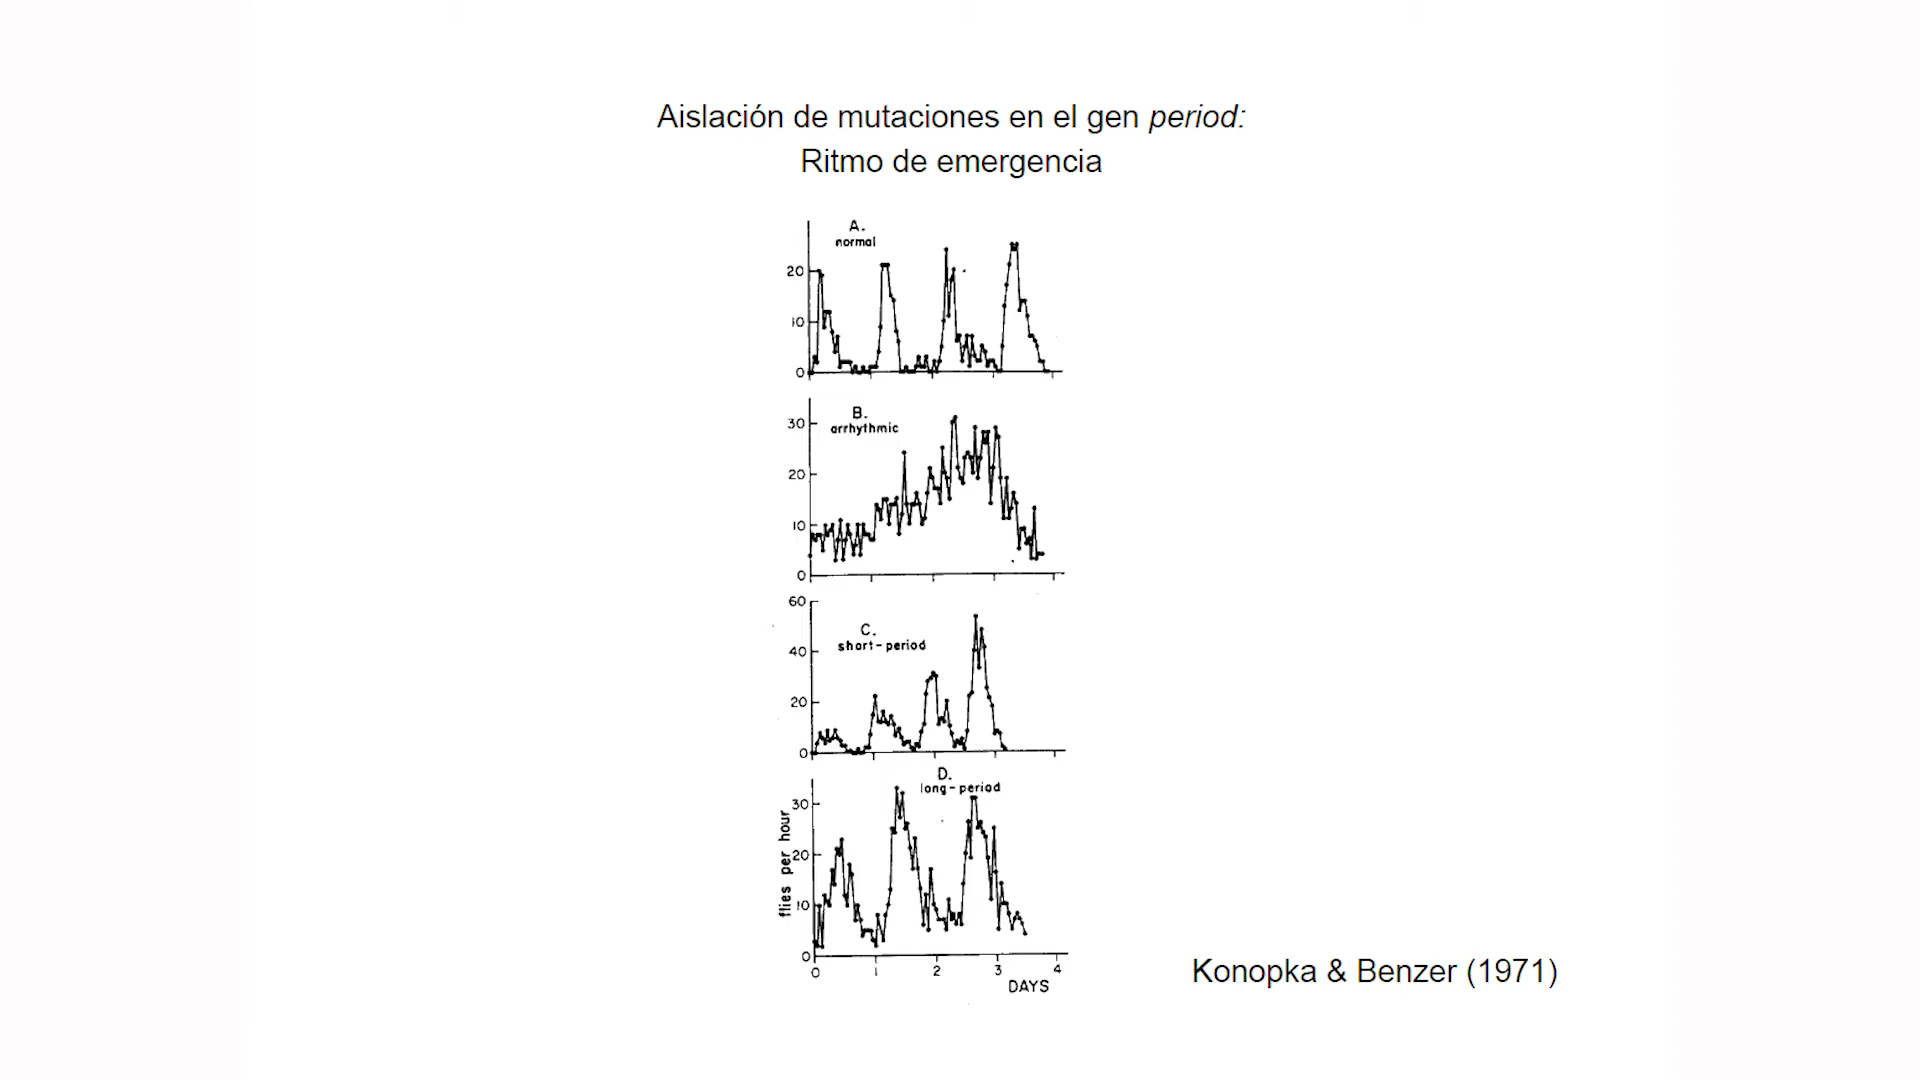 Aislación de mutaciones en el gen period:
Ritmo de emergencia
A.
normal
20
10
0
B.
arrhythmic
30
20
10
0
60
C.
short-period
40
20
0
D.
long-period
30
20
10
0
flies per hour
0 1 2 3 4
DAYS
Konopka & Benzer (1971)